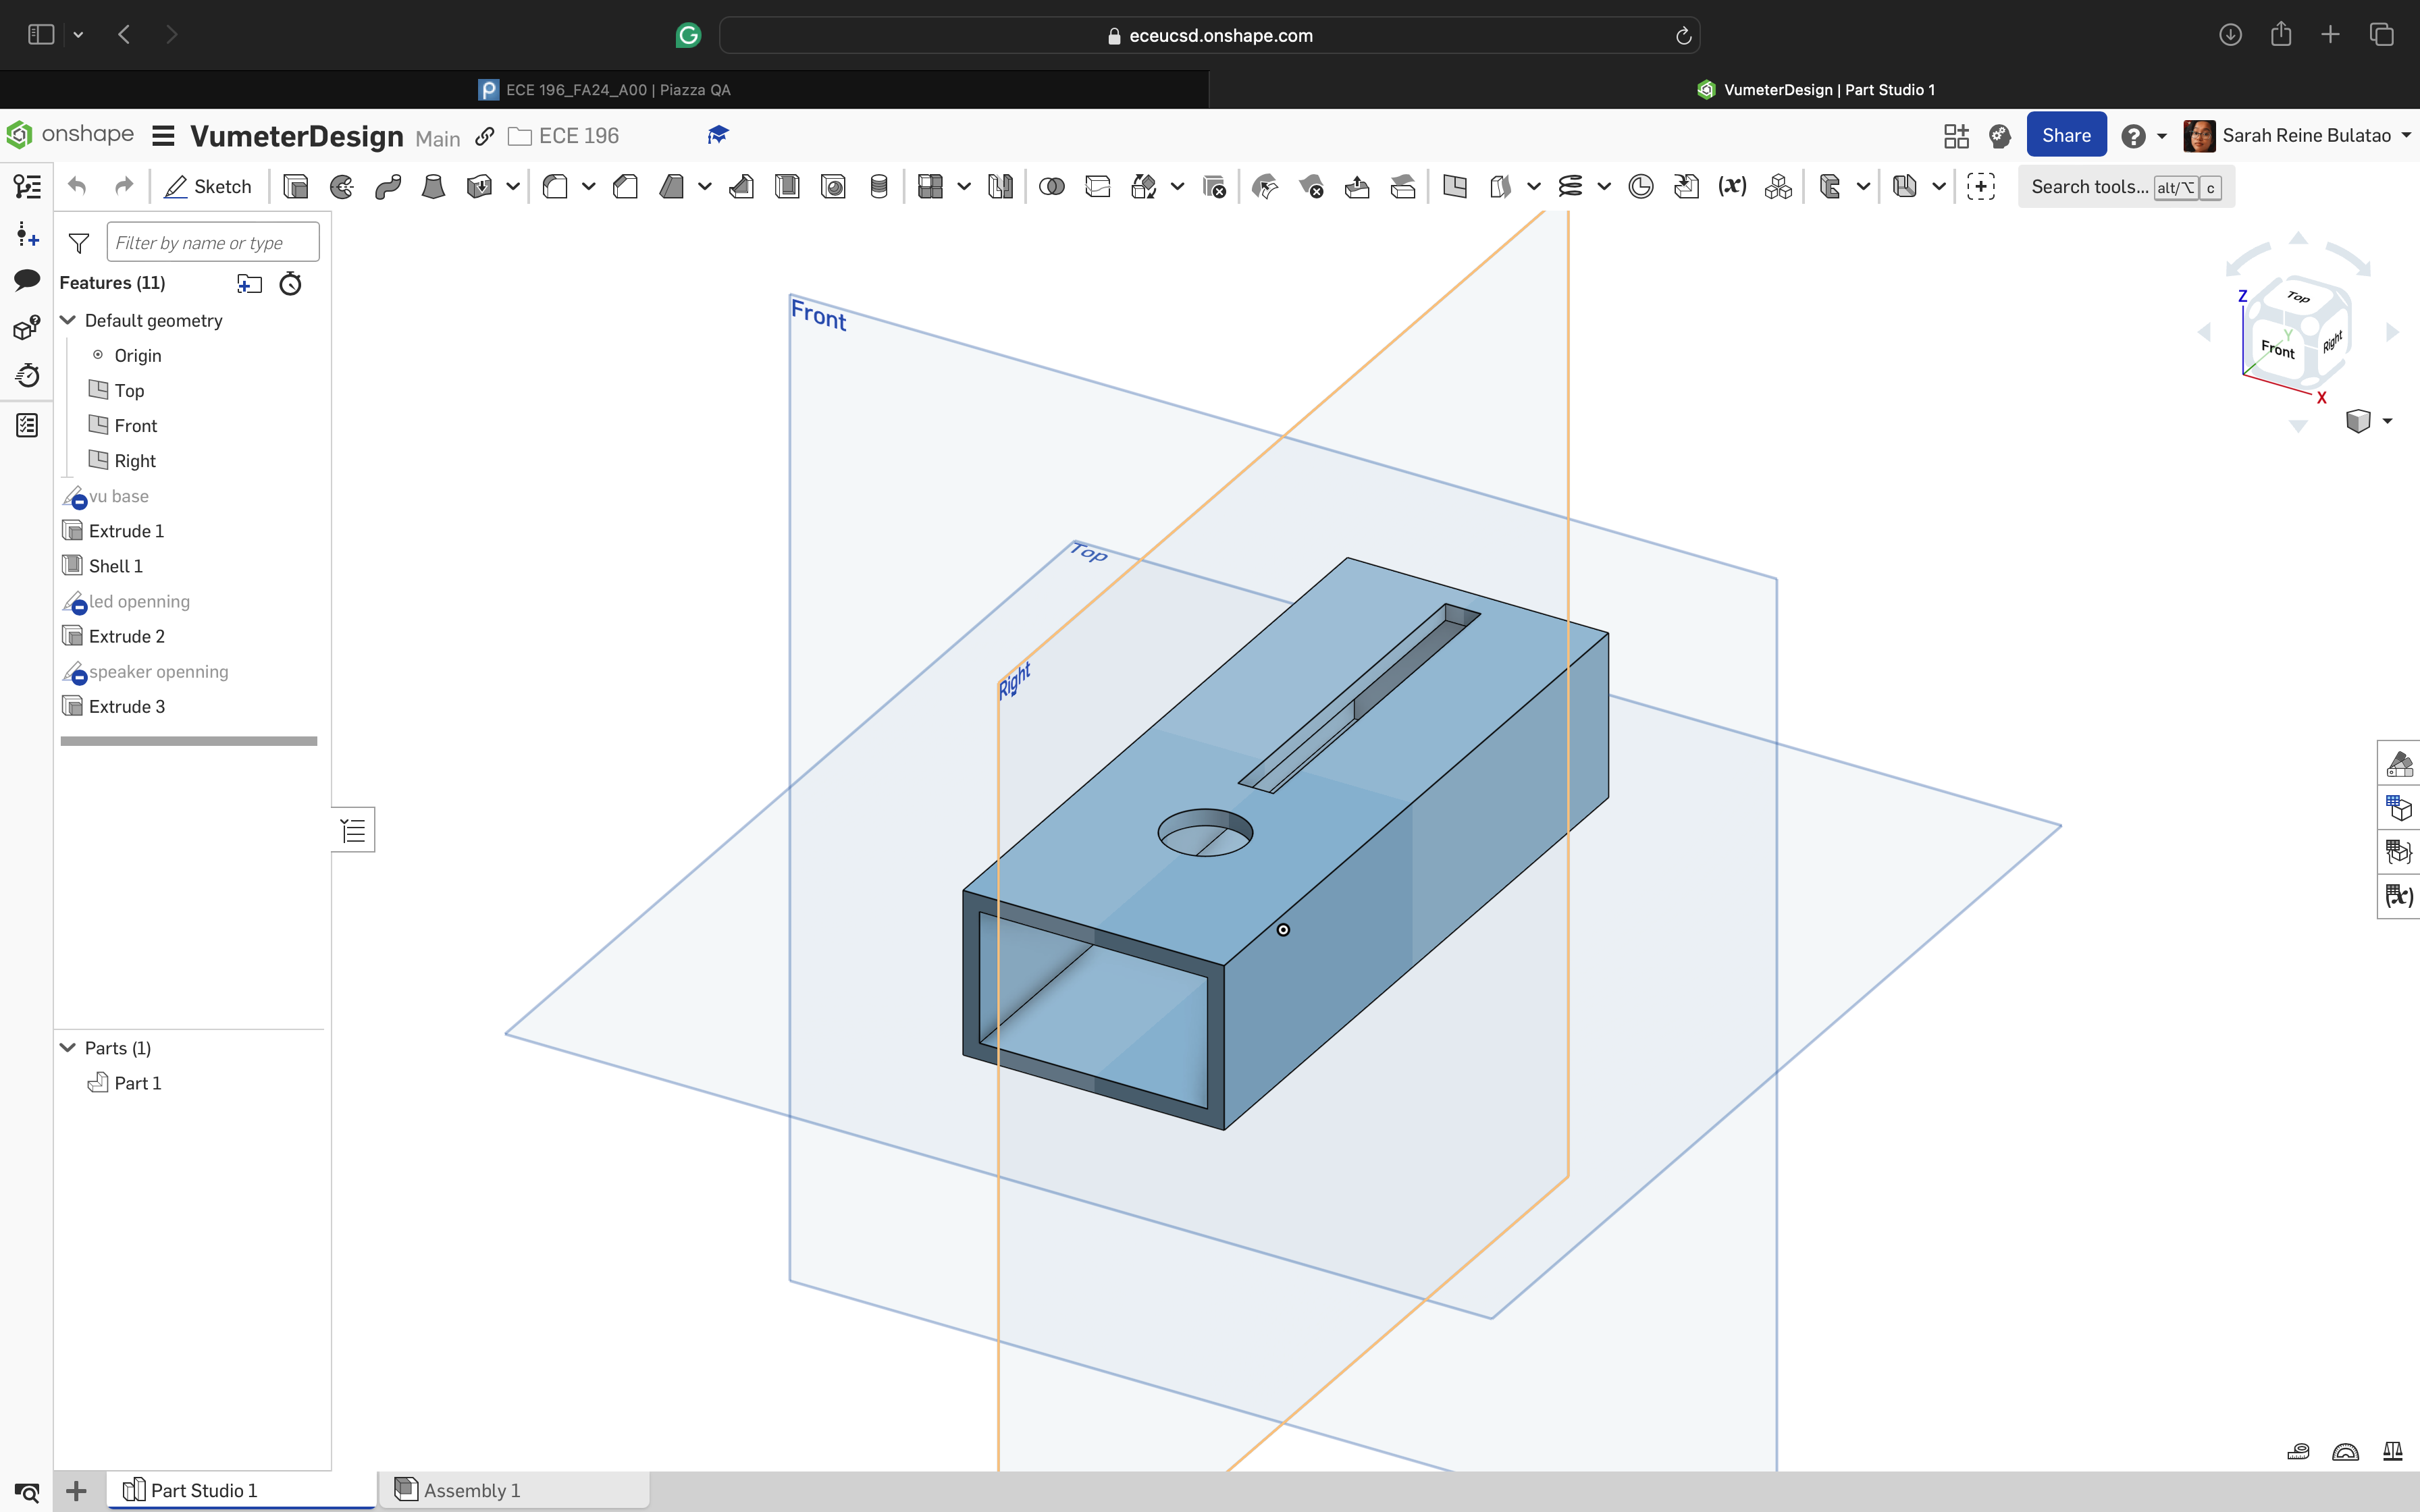 eceucsd.onshape.com
ECE 196_FA24_A00 | Piazza QA
VumeterDesign | Part Studio 1
onshape VumeterDesign Main ECE 196 Share Sarah Reine Bulatao
Sketch (x) Search tools... alt/⌥ c
Filter by name or type
Features (11)
Default geometry
Origin
Top
Front
Right
vu base
Extrude 1
Shell 1
led openning
Extrude 2
speaker openning
Extrude 3
Parts (1)
Part 1
Front
Top
Right
Z
Top
Y
Front
Right
X
(x)
Part Studio 1
Assembly 1